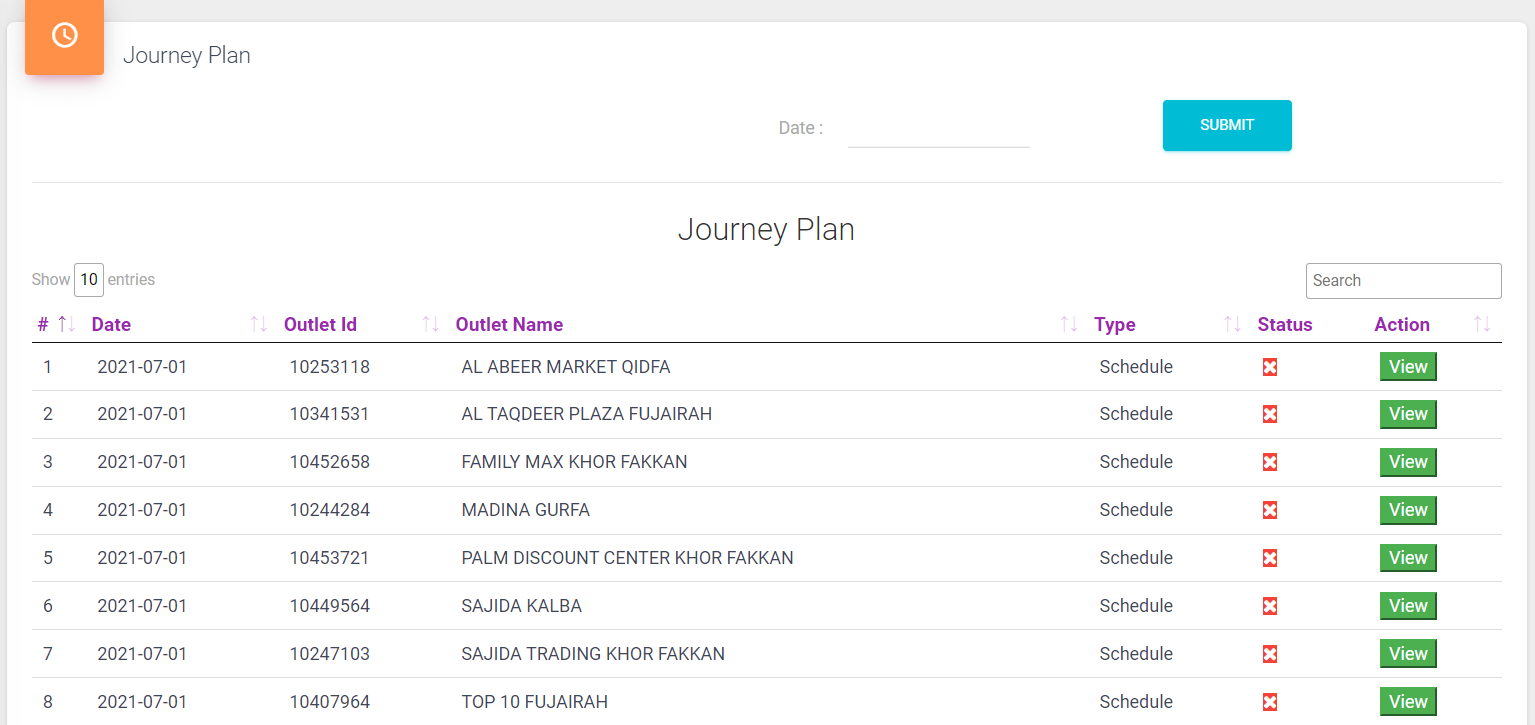 Journey Plan
Date :
SUBMIT
Journey Plan
Show 10 entries
Search
# Date Outlet Id Outlet Name Type Status Action
1 2021-07-01 10253118 AL ABEER MARKET QIDFA Schedule View
2 2021-07-01 10341531 AL TAQDEER PLAZA FUJAIRAH Schedule View
3 2021-07-01 10452658 FAMILY MAX KHOR FAKKAN Schedule View
4 2021-07-01 10244284 MADINA GURFA Schedule View
5 2021-07-01 10453721 PALM DISCOUNT CENTER KHOR FAKKAN Schedule View
6 2021-07-01 10449564 SAJIDA KALBA Schedule View
7 2021-07-01 10247103 SAJIDA TRADING KHOR FAKKAN Schedule View
8 2021-07-01 10407964 TOP 10 FUJAIRAH Schedule View